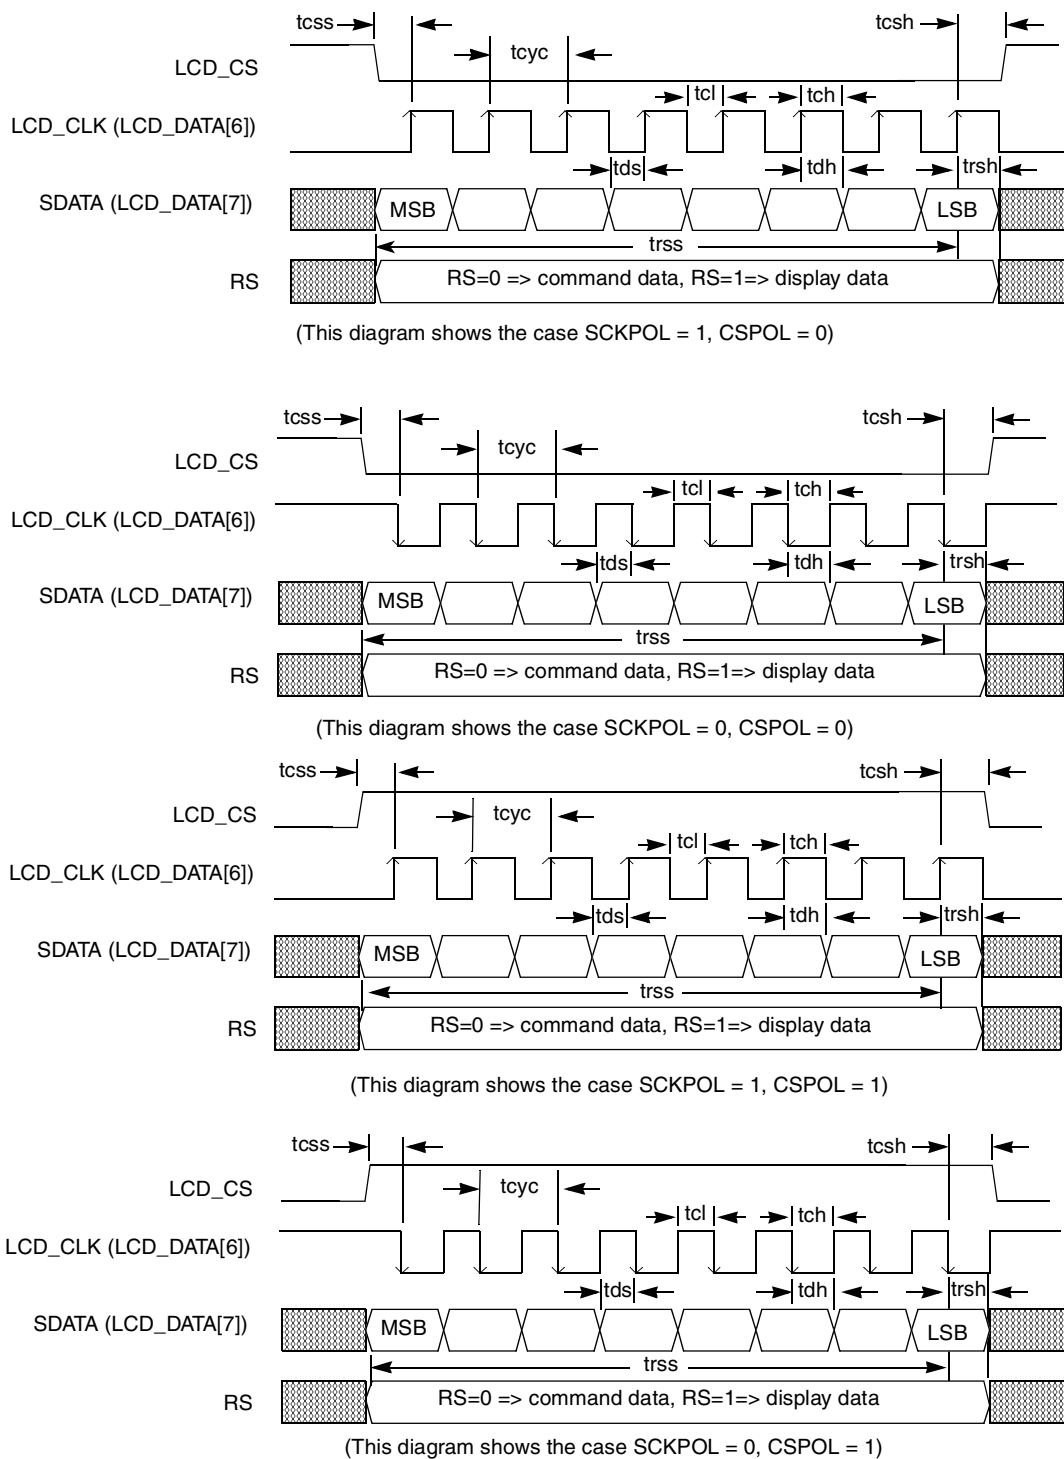 tcss
tcsh
tcyc
LCD_CS
tcl
tch
LCD_CLK (LCD_DATA[6])
tds
tdh
trsh
SDATA (LCD_DATA[7])
MSB
LSB
trss
RS
RS=0 => command data, RS=1=> display data
(This diagram shows the case SCKPOL = 1, CSPOL = 0)
tcss
tcsh
tcyc
LCD_CS
tcl
tch
LCD_CLK (LCD_DATA[6])
tds
tdh
trsh
SDATA (LCD_DATA[7])
MSB
LSB
trss
RS
RS=0 => command data, RS=1=> display data
(This diagram shows the case SCKPOL = 0, CSPOL = 0)
tcss
tcsh
tcyc
LCD_CS
tcl
tch
LCD_CLK (LCD_DATA[6])
tds
tdh
trsh
SDATA (LCD_DATA[7])
MSB
LSB
trss
RS
RS=0 => command data, RS=1=> display data
(This diagram shows the case SCKPOL = 1, CSPOL = 1)
tcss
tcsh
tcyc
LCD_CS
tcl
tch
LCD_CLK (LCD_DATA[6])
tds
tdh
trsh
SDATA (LCD_DATA[7])
MSB
LSB
trss
RS
RS=0 => command data, RS=1=> display data
(This diagram shows the case SCKPOL = 0, CSPOL = 1)